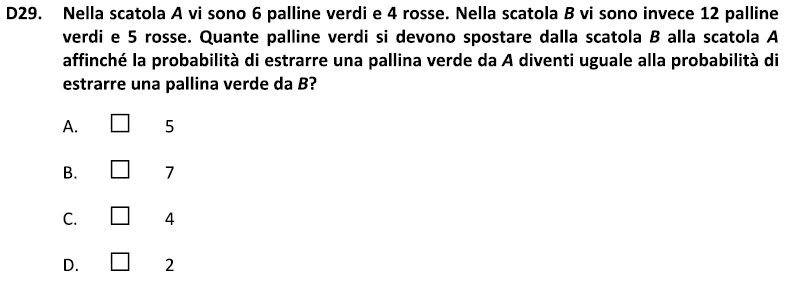 D29. Nella scatola A vi sono 6 palline verdi e 4 rosse. Nella scatola B vi sono invece 12 palline
verdi e 5 rosse. Quante palline verdi si devono spostare dalla scatola B alla scatola A
affinché la probabilità di estrarre una pallina verde da A diventi uguale alla probabilità di
estrarre una pallina verde da B?
A. 5
B. 7
C. 4
D. 2